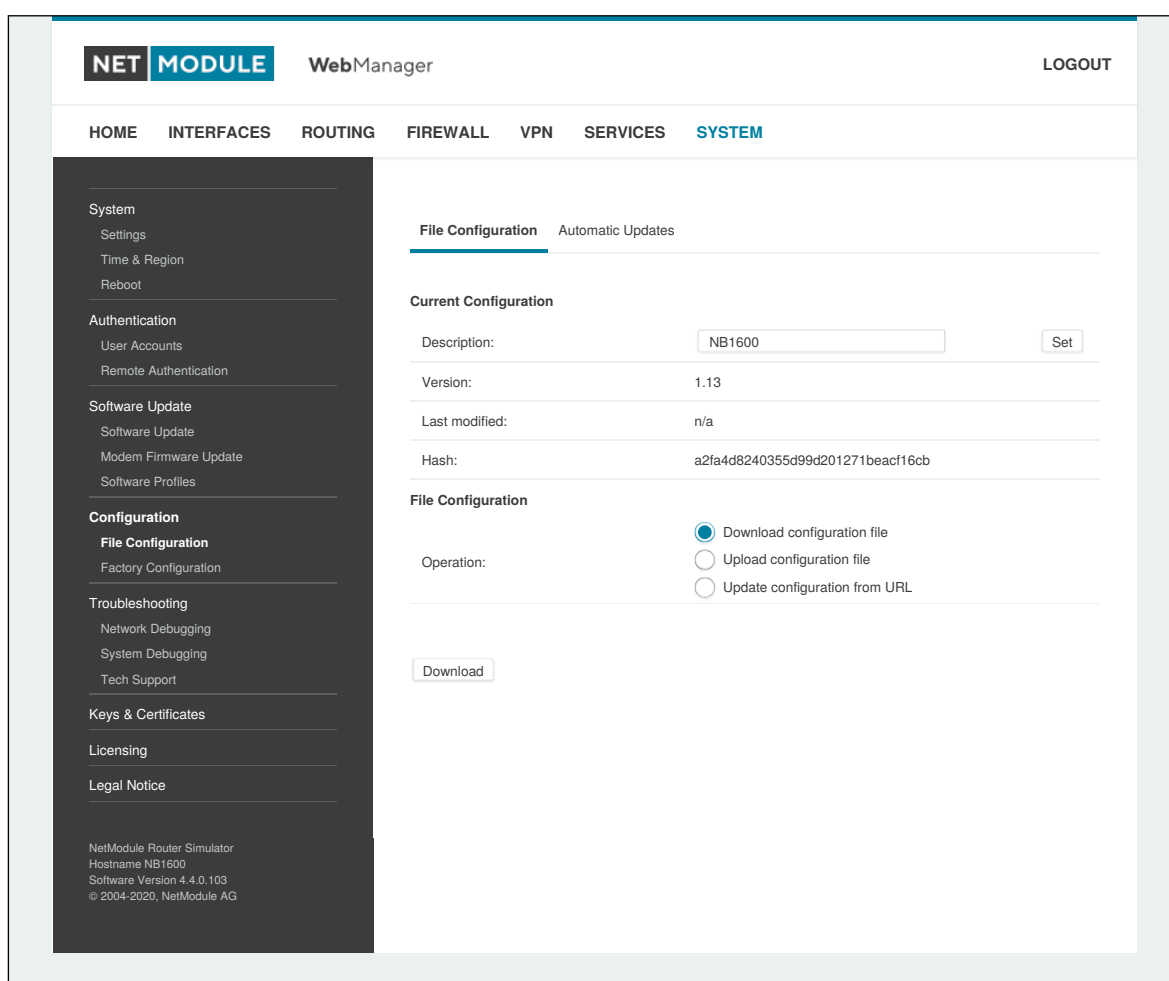 NET MODULE WebManager LOGOUT
HOME INTERFACES ROUTING FIREWALL VPN SERVICES SYSTEM
System
Settings
Time & Region
Reboot
Authentication
User Accounts
Remote Authentication
Software Update
Software Update
Modem Firmware Update
Software Profiles
Configuration
File Configuration
Factory Configuration
Troubleshooting
Network Debugging
System Debugging
Tech Support
Keys & Certificates
Licensing
Legal Notice
NetModule Router Simulator
Hostname NB1600
Software Version 4.4.0.103
© 2004-2020, NetModule AG
File Configuration Automatic Updates
Current Configuration
Description: NB1600 Set
Version: 1.13
Last modified: n/a
Hash: a2fa4d8240355d99d201271beacf16cb
File Configuration
Operation:
Download configuration file
Upload configuration file
Update configuration from URL
Download